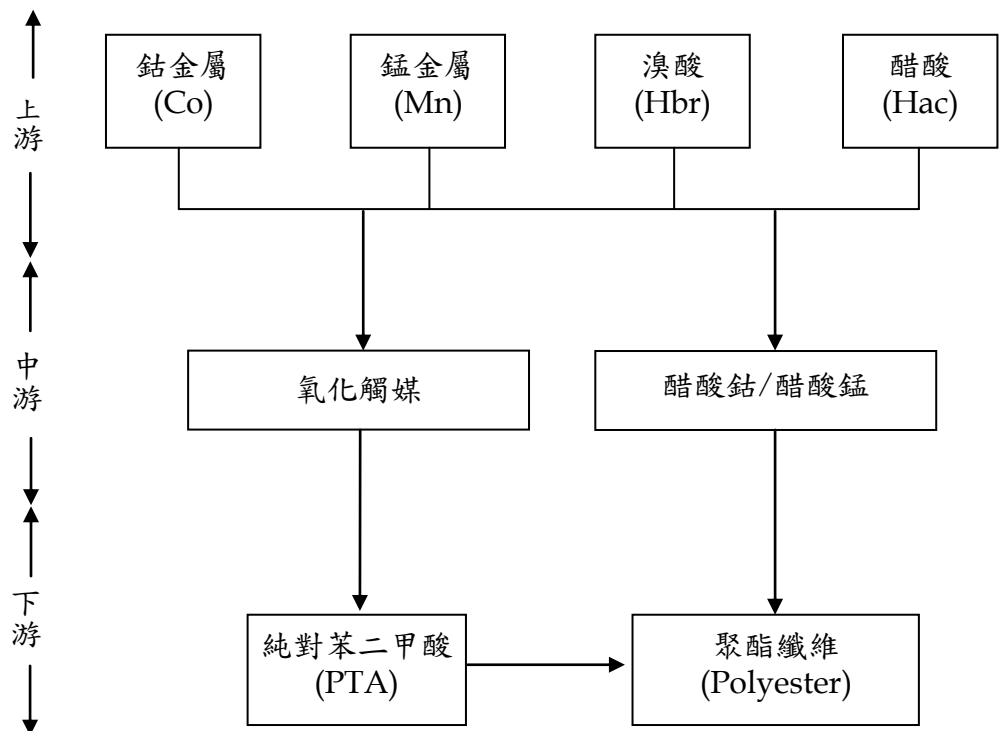 鈷金屬
(Co)
錳金屬
(Mn)
溴酸
(Hbr)
醋酸
(Hac)
上游
中游
氧化觸媒
醋酸鈷/醋酸錳
下游
純對苯二甲酸
(PTA)
聚酯纖維
(Polyester)